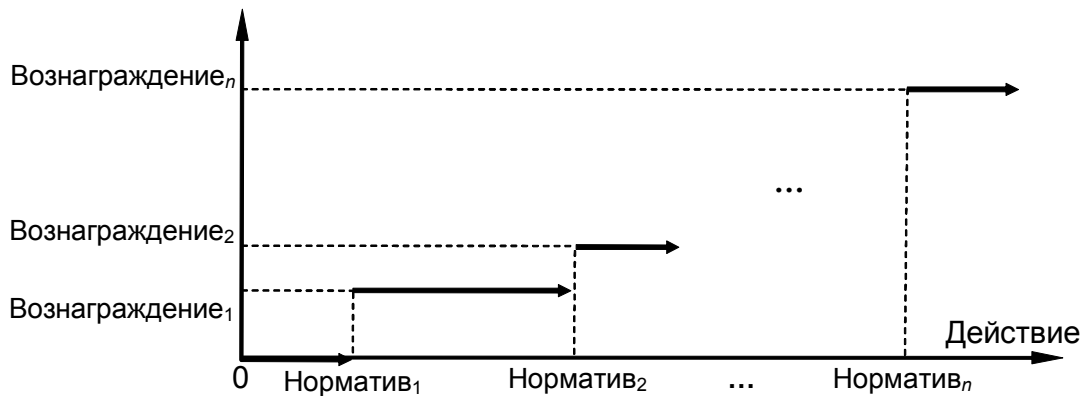 Вознаграждениеn
...
Вознаграждение2
Вознаграждение1
Действие
0 Норматив1 Норматив2 ... Нормативn